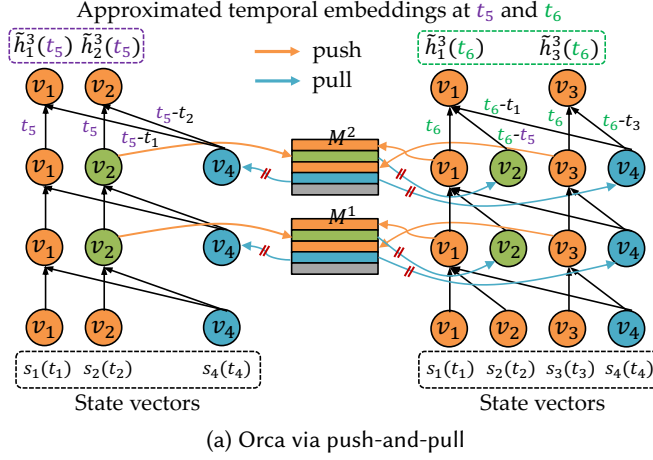 Approximated temporal embeddings at t₅ and t₆
h̃₁³(t₅) h̃₂³(t₅) push h̃₁³(t₆) h̃₃³(t₆)
pull
v₁ v₂ v₁ v₃
t₅ t₅ t₅-t₂ t₅-t₁ t₆ t₆-t₁ t₆-t₅ t₆ t₆-t₃
M²
v₁ v₂ v₄ v₁ v₂ v₃ v₄
M¹
v₁ v₂ v₄ v₁ v₂ v₃ v₄
v₁ v₂ v₄ v₁ v₂ v₃ v₄
s₁(t₁) s₂(t₂) s₄(t₄) s₁(t₁) s₂(t₂) s₃(t₃) s₄(t₄)
State vectors State vectors
(a) Orca via push-and-pull